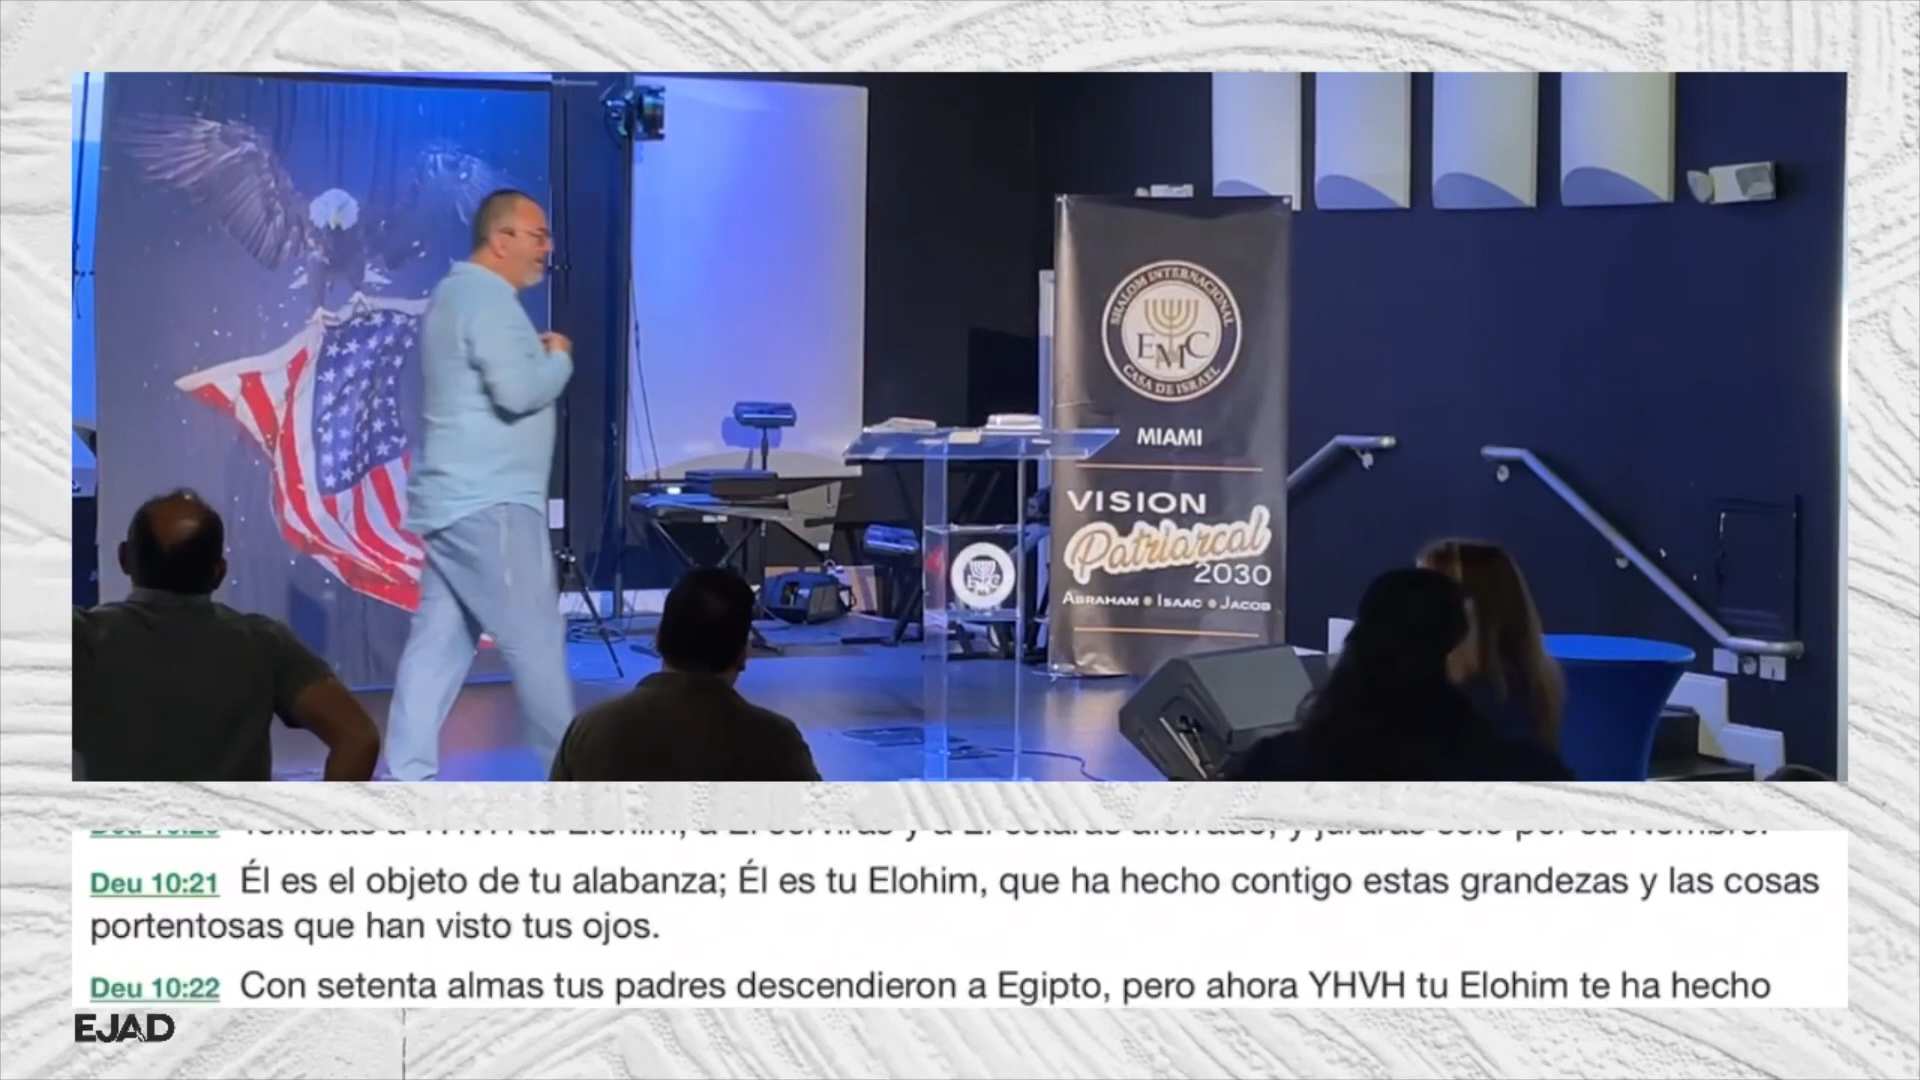 SHALOM INTERNACIONAL
EMC
CASA DE ISRAEL
MIAMI
VISION
Patriarcal
2030
ABRAHAM • ISAAC • JACOB
EMC
Deu 10:21 Él es el objeto de tu alabanza; Él es tu Elohim, que ha hecho contigo estas grandezas y las cosas
portentosas que han visto tus ojos.
Deu 10:22 Con setenta almas tus padres descendieron a Egipto, pero ahora YHVH tu Elohim te ha hecho
EJAD